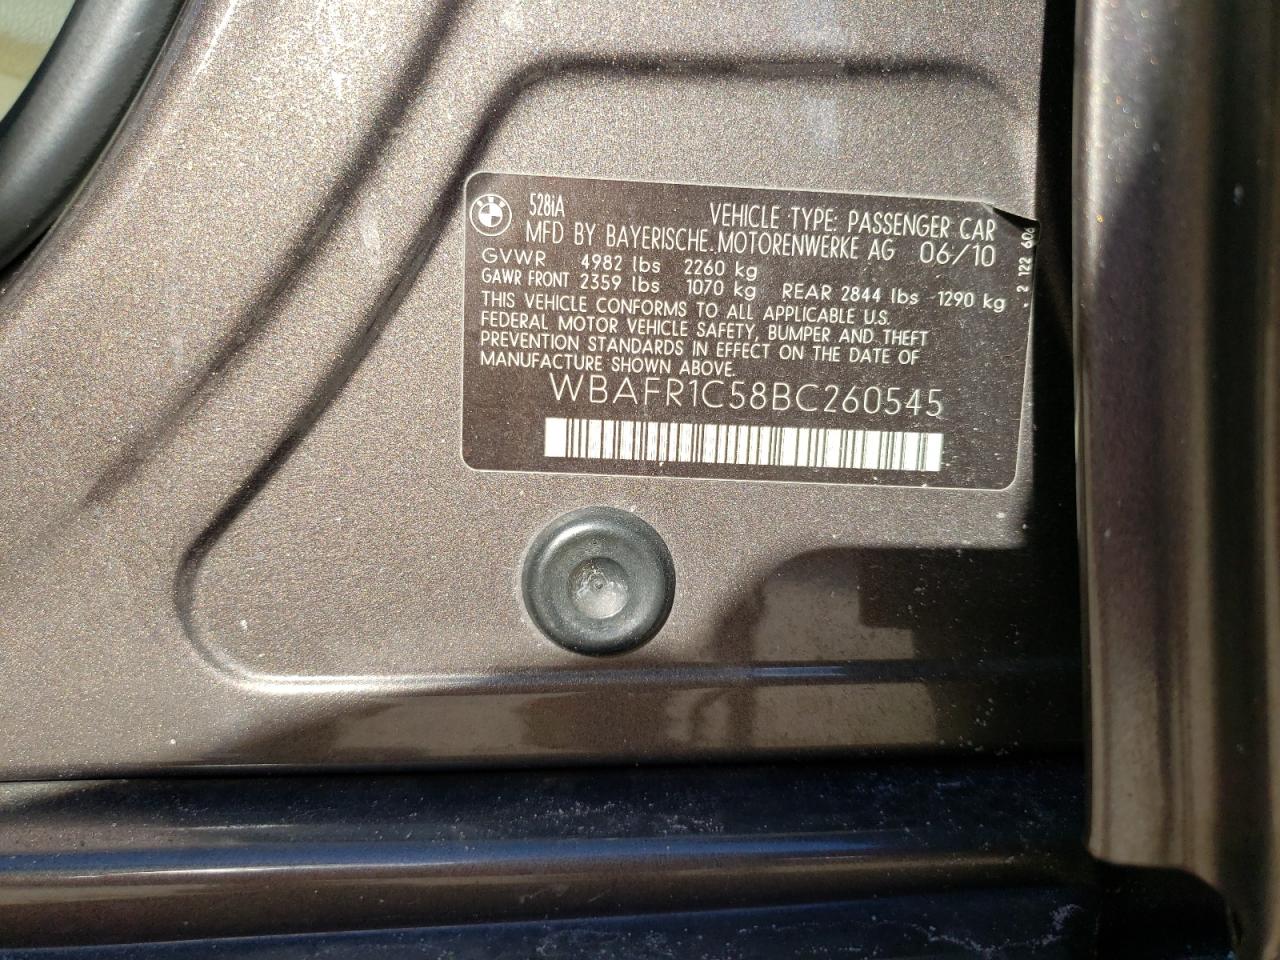 528iA VEHICLE TYPE: PASSENGER CAR
MFD BY BAYERISCHE.MOTORENWERKE AG 06/10
GVWR 4982 lbs 2260 kg
GAWR FRONT 2359 lbs 1070 kg REAR 2844 lbs 1290 kg
THIS VEHICLE CONFORMS TO ALL APPLICABLE U.S.
FEDERAL MOTOR VEHICLE SAFETY, BUMPER AND THEFT
PREVENTION STANDARDS IN EFFECT ON THE DATE OF
MANUFACTURE SHOWN ABOVE.
WBAFR1C58BC260545
2 122